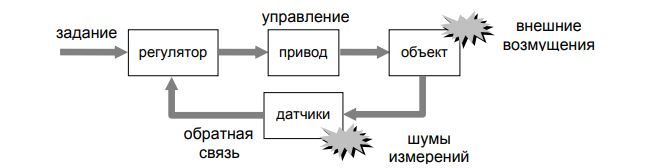 управление
внешние
возмущения
задание
регулятор
привод
объект
датчики
обратная
связь
шумы
измерений